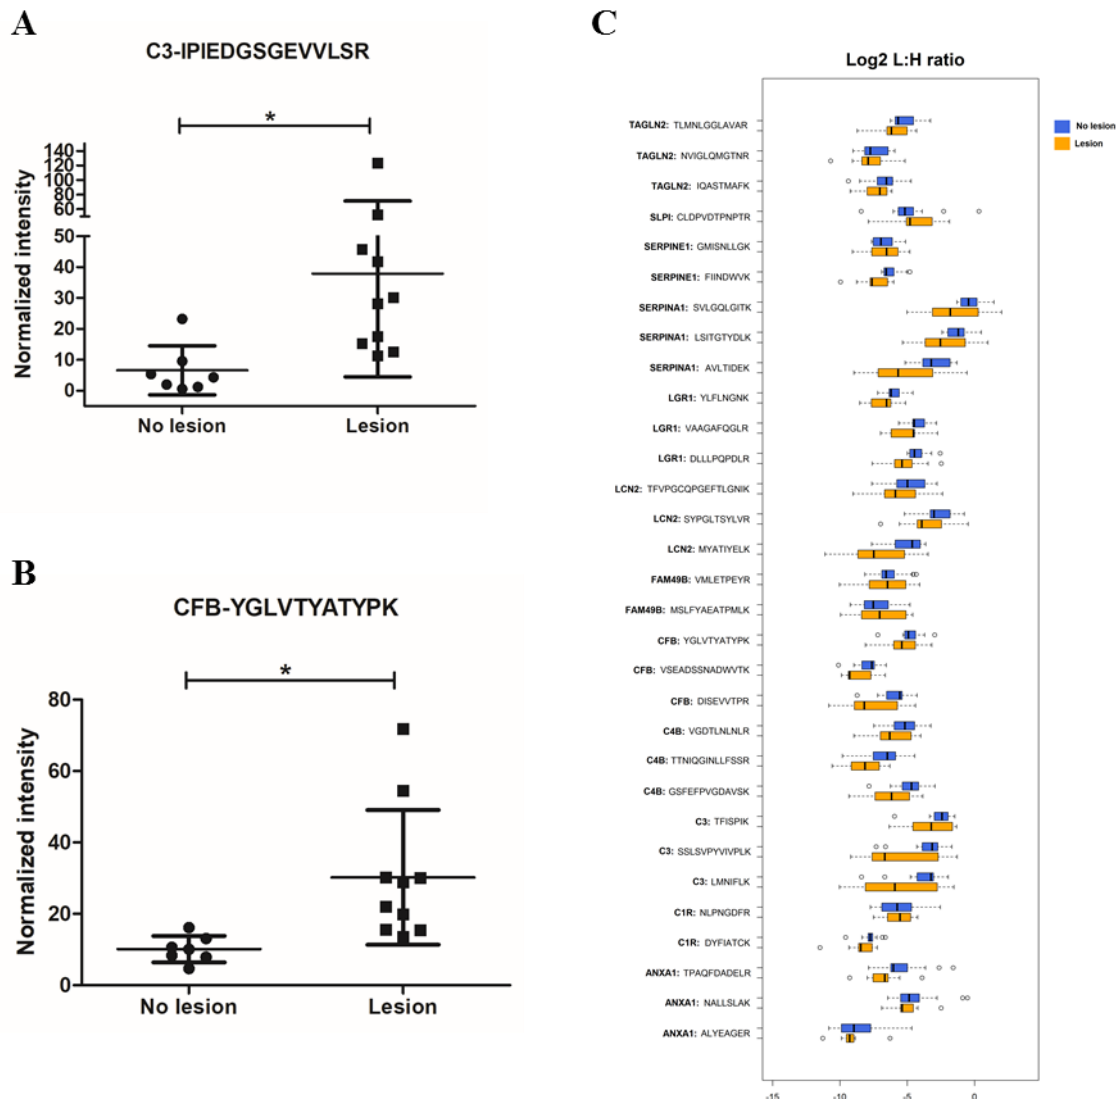 A
C3-IPIEDGSGEVVLSR
*
Normalized intensity
140
120
100
80
60
50
40
30
20
10
0
No lesion
Lesion
B
CFB-YGLVTYATYPK
*
Normalized intensity
80
60
40
20
0
No lesion
Lesion
C
Log2 L:H ratio
No lesion
Lesion
TAGLN2: TLMNLGGLAVAR
TAGLN2: NVIGLQMGTNR
TAGLN2: IQASTMAFK
SLPI: CLDPVDTPNPTR
SERPINE1: GMISNLLGK
SERPINE1: FIINDWVK
SERPINA1: SVLGQLGITK
SERPINA1: LSITGTYDLK
SERPINA1: AVLTIDEK
LGR1: YLFLNGNK
LGR1: VAAGAFQGLR
LGR1: DLLLPQPDLR
LCN2: TFVPGCQPGEFTLGNIK
LCN2: SYPGLTSYLVR
LCN2: MYATIYELK
FAM49B: VMLETPEYR
FAM49B: MSLFYAEATPMLK
CFB: YGLVTYATYPK
CFB: VSEADSSNADWVTK
CFB: DISEVVTPR
C4B: VGDTLNLNLR
C4B: TTNIQGINLLFSSR
C4B: GSFEFPVGDAVSK
C3: TFISPIK
C3: SSLSVPYVIVPLK
C3: LMNIFLK
C1R: NLPNGDFR
C1R: DYFIATCK
ANXA1: TPAQFDADELR
ANXA1: NALLSLAK
ANXA1: ALYEAGER
-15
-10
-5
0